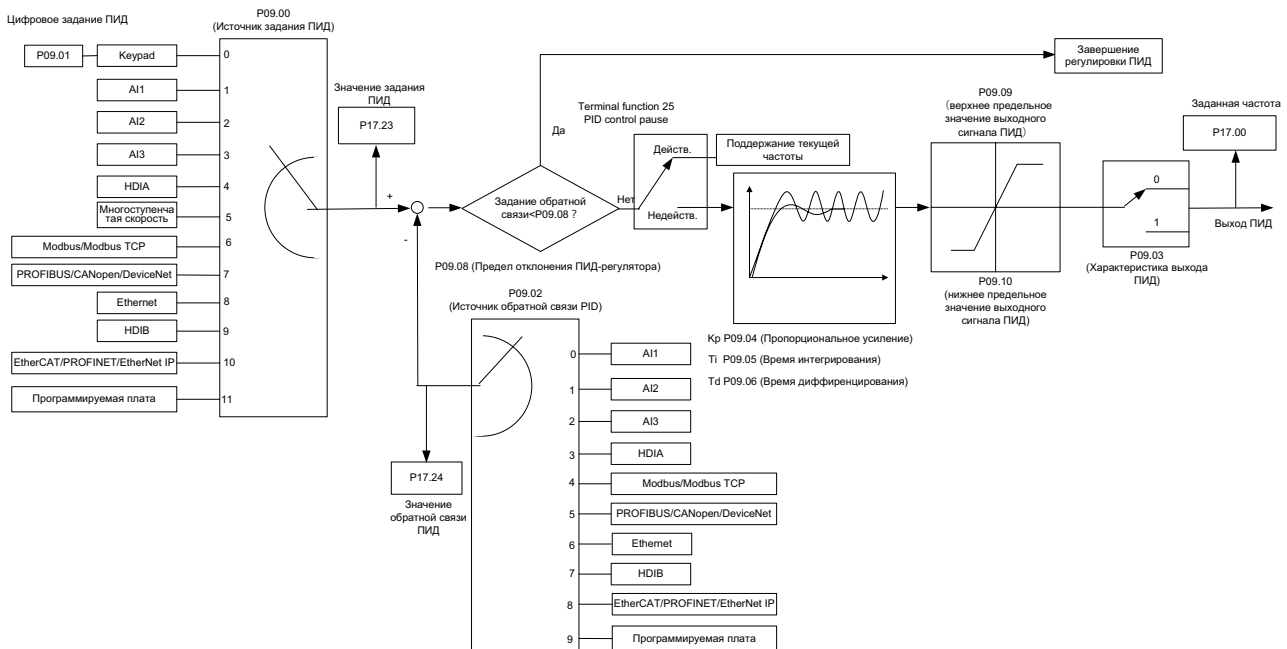 Цифровое задание ПИД
P09.01
Keypad
AI1
AI2
AI3
HDIA
Многоступенча
тая скорость
Modbus/Modbus TCP
PROFIBUS/CANopen/DeviceNet
Ethernet
HDIB
EtherCAT/PROFINET/EtherNet IP
Программируемая плата
P09.00
(Источник задания ПИД)
0
1
2
3
4
5
6
7
8
9
10
11
Значение задания
ПИД
P17.23
+
-
Задание обратной
связи<P09.08 ?
Да
Нет
P09.08 (Предел отклонения ПИД-регулятора)
Terminal function 25
PID control pause
Действ.
Недейств.
Поддержание текущей
частоты
Завершение
регулировки ПИД
Kp P09.04 (Пропорциональное усиление)
Ti P09.05 (Время интегрирования)
Td P09.06 (Время диффиренцирования)
P09.09
(верхнее предельное
значение выходного
сигнала ПИД)
P09.10
(нижнее предельное
значение выходного
сигнала ПИД)
0
1
P09.03
(Характеристика выхода
ПИД)
Заданная частота
P17.00
Выход ПИД
P09.02
(Источник обратной связи PID)
0
AI1
1
AI2
2
AI3
3
HDIA
4
Modbus/Modbus TCP
5
PROFIBUS/CANopen/DeviceNet
6
Ethernet
7
HDIB
8
EtherCAT/PROFINET/EtherNet IP
9
Программируемая плата
P17.24
Значение
обратной связи
ПИД